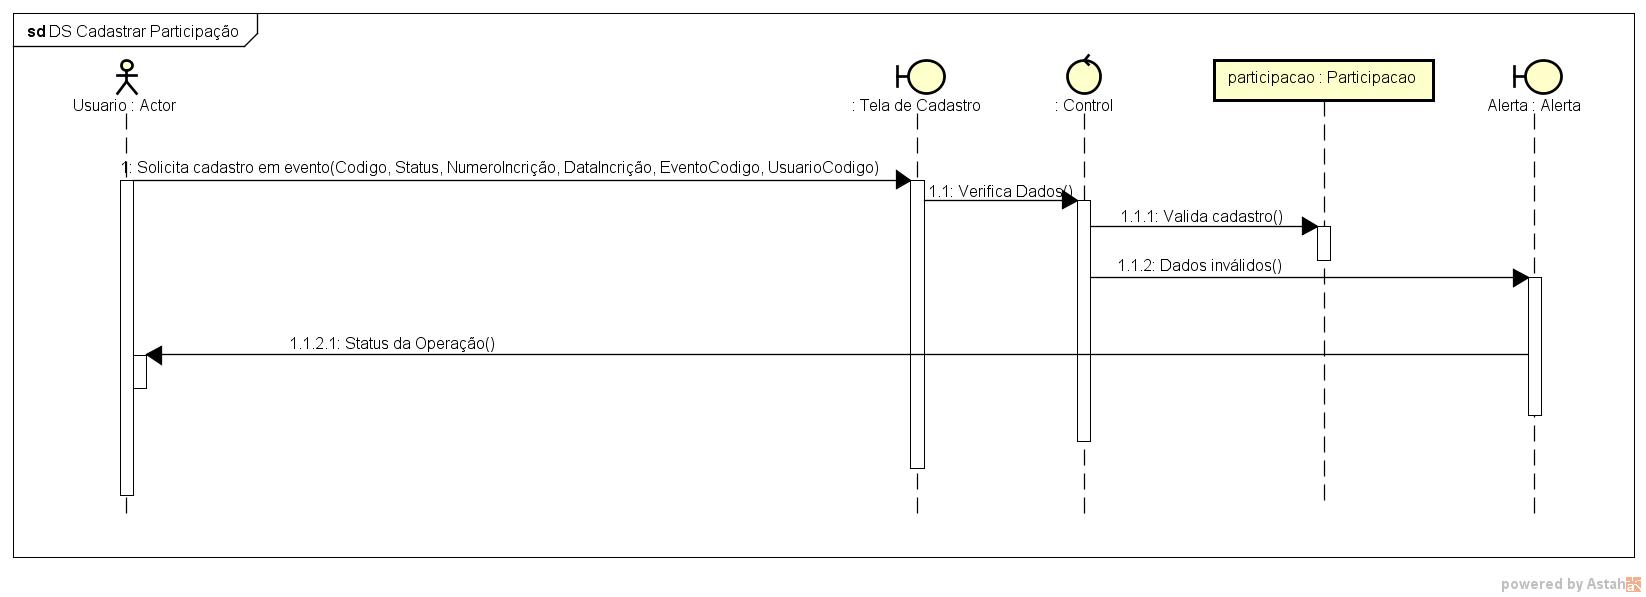 sd DS Cadastrar Participação
Usuario : Actor
: Tela de Cadastro
: Control
participacao : Participacao
Alerta : Alerta
1: Solicita cadastro em evento(Codigo, Status, NumeroIncrição, DataIncrição, EventoCodigo, UsuarioCodigo)
1.1: Verifica Dados()
1.1.1: Valida cadastro()
1.1.2: Dados inválidos()
1.1.2.1: Status da Operação()
powered by Astah